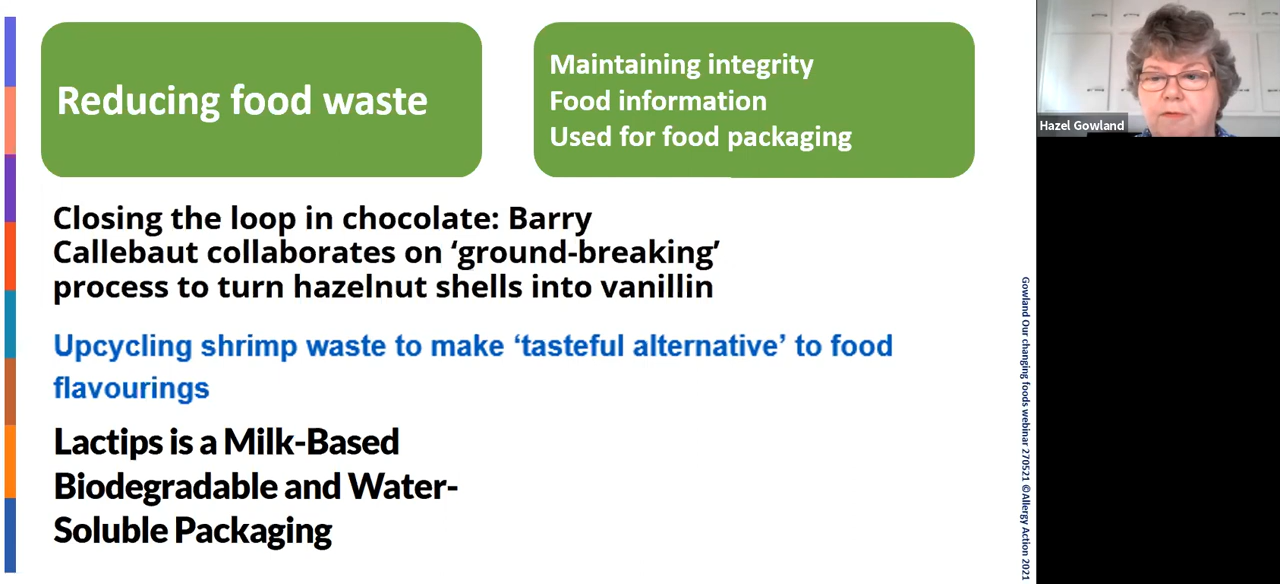 Reducing food waste
Maintaining integrity
Food information
Used for food packaging
Hazel Gowland
Closing the loop in chocolate: Barry
Callebaut collaborates on ‘ground-breaking’
process to turn hazelnut shells into vanillin
Upcycling shrimp waste to make ‘tasteful alternative’ to food
flavourings
Lactips is a Milk-Based
Biodegradable and Water-
Soluble Packaging
Gowland Our changing foods webinar 270521 ©Allergy Action 2021